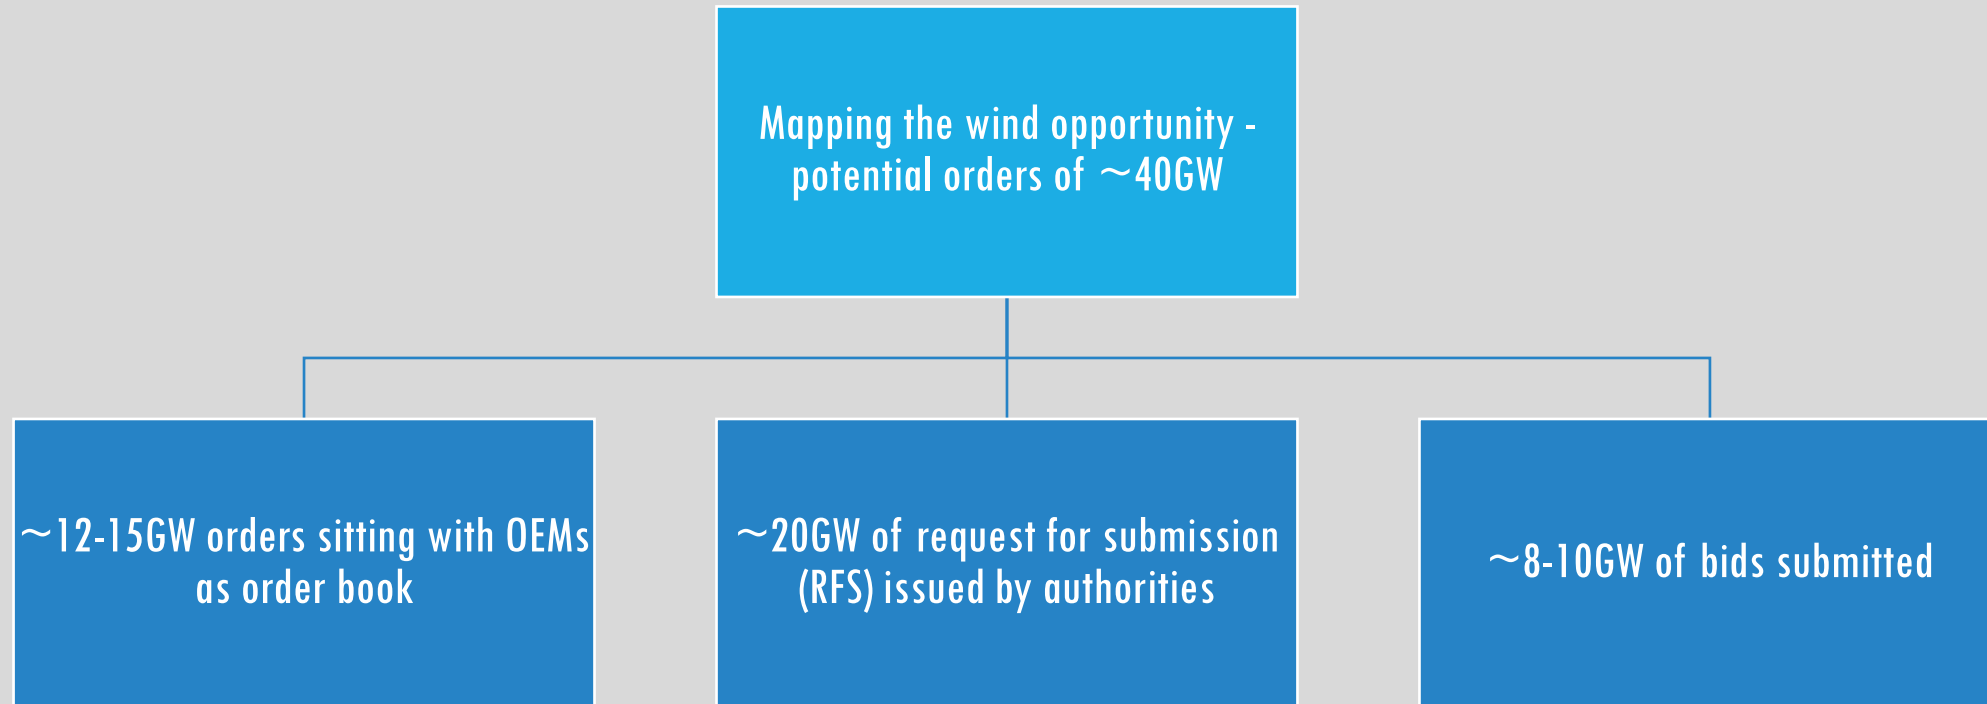 Mapping the wind opportunity -
potential orders of ~40GW
~12-15GW orders sitting with OEMs
as order book
~20GW of request for submission
(RFS) issued by authorities
~8-10GW of bids submitted